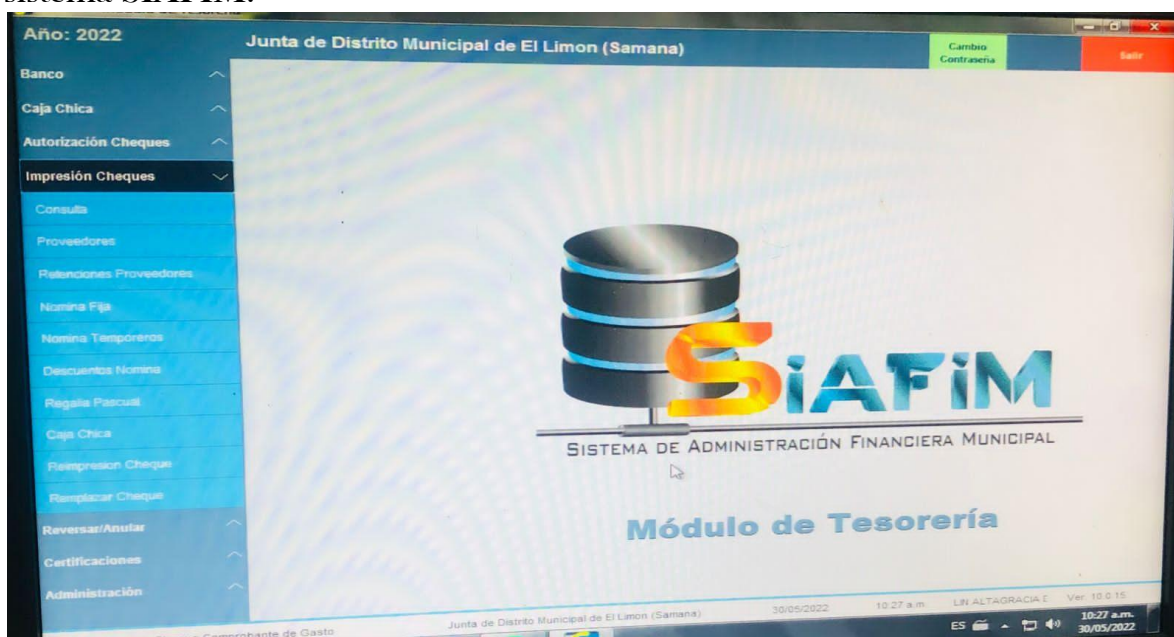 sistema SIAFIM.
Año: 2022
Junta de Distrito Municipal de El Limon (Samana)
Cambio
Contraseña
Salir
Banco
Caja Chica
Autorización Cheques
Impresión Cheques
Consulta
Proveedores
Retenciones Proveedores
Nomina Fija
Nomina Temporeros
Descuentos Nomina
Regalia Pascual
Caja Chica
Reimpresion Cheque
Remplazar Cheque
Reversar/Anular
Certificaciones
Administración
SiAFiM
SISTEMA DE ADMINISTRACIÓN FINANCIERA MUNICIPAL
Módulo de Tesorería
Comprobante de Gasto
Junta de Distrito Municipal de El Limon (Samana)
30/05/2022
10:27 a.m.
LIN ALTAGRACIA
Ver. 10.0.15
ES
10:27 a.m.
30/05/2022